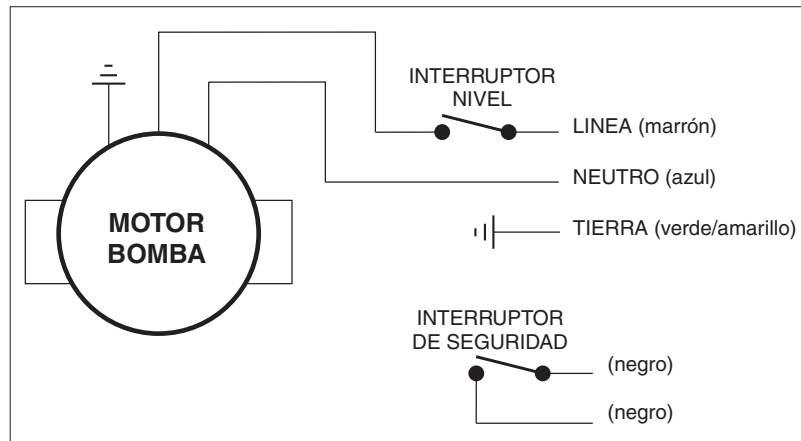 INTERRUPTOR
NIVEL
LINEA (marrón)
NEUTRO (azul)
MOTOR
BOMBA
TIERRA (verde/amarillo)
INTERRUPTOR
DE SEGURIDAD
(negro)
(negro)